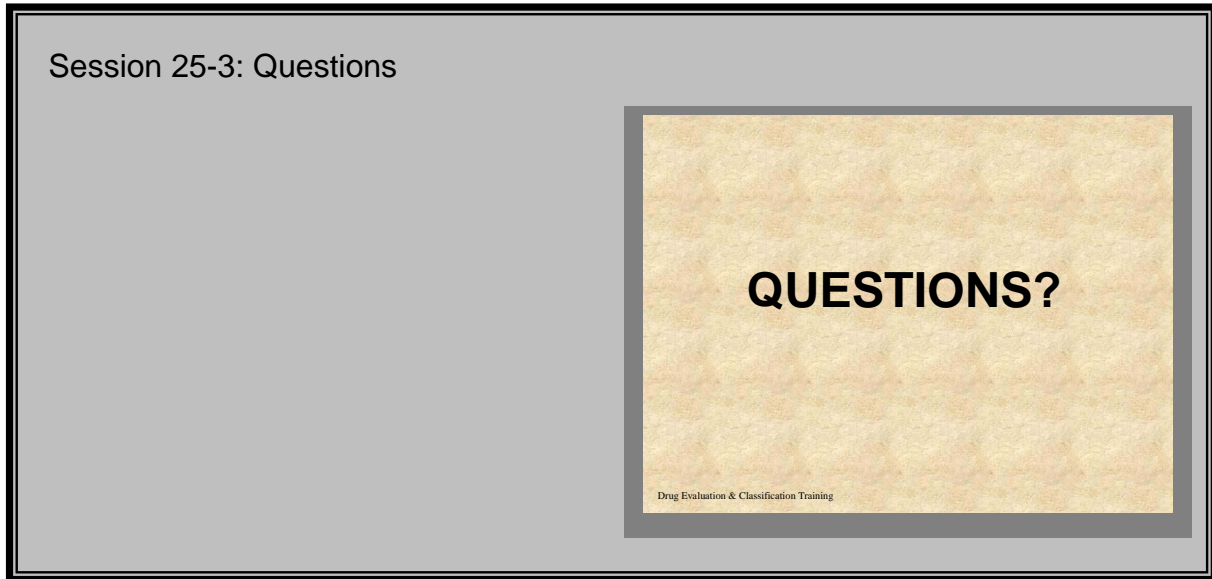 Session 25-3: Questions
QUESTIONS?
Drug Evaluation & Classification Training